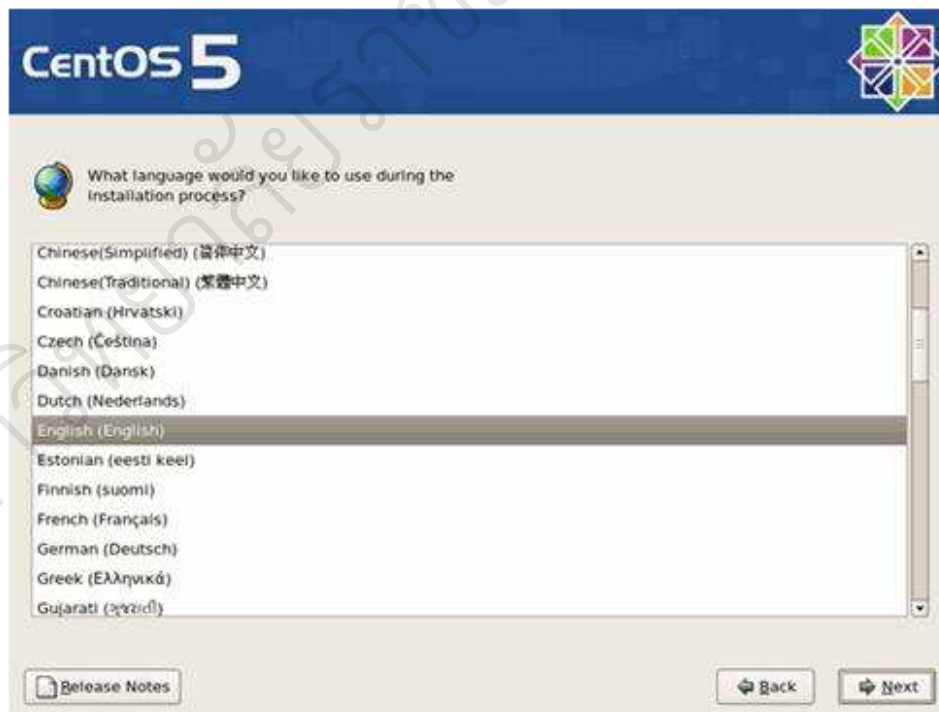 CentOS 5
What language would you like to use during the
installation process?
Chinese(Simplified) (简体中文)
Chinese(Traditional) (繁體中文)
Croatian (Hrvatski)
Czech (Čeština)
Danish (Dansk)
Dutch (Nederlands)
English (English)
Estonian (eesti keel)
Finnish (suomi)
French (Français)
German (Deutsch)
Greek (Ελληνικά)
Gujarati (ગુજરાતી)
Release Notes
Back
Next